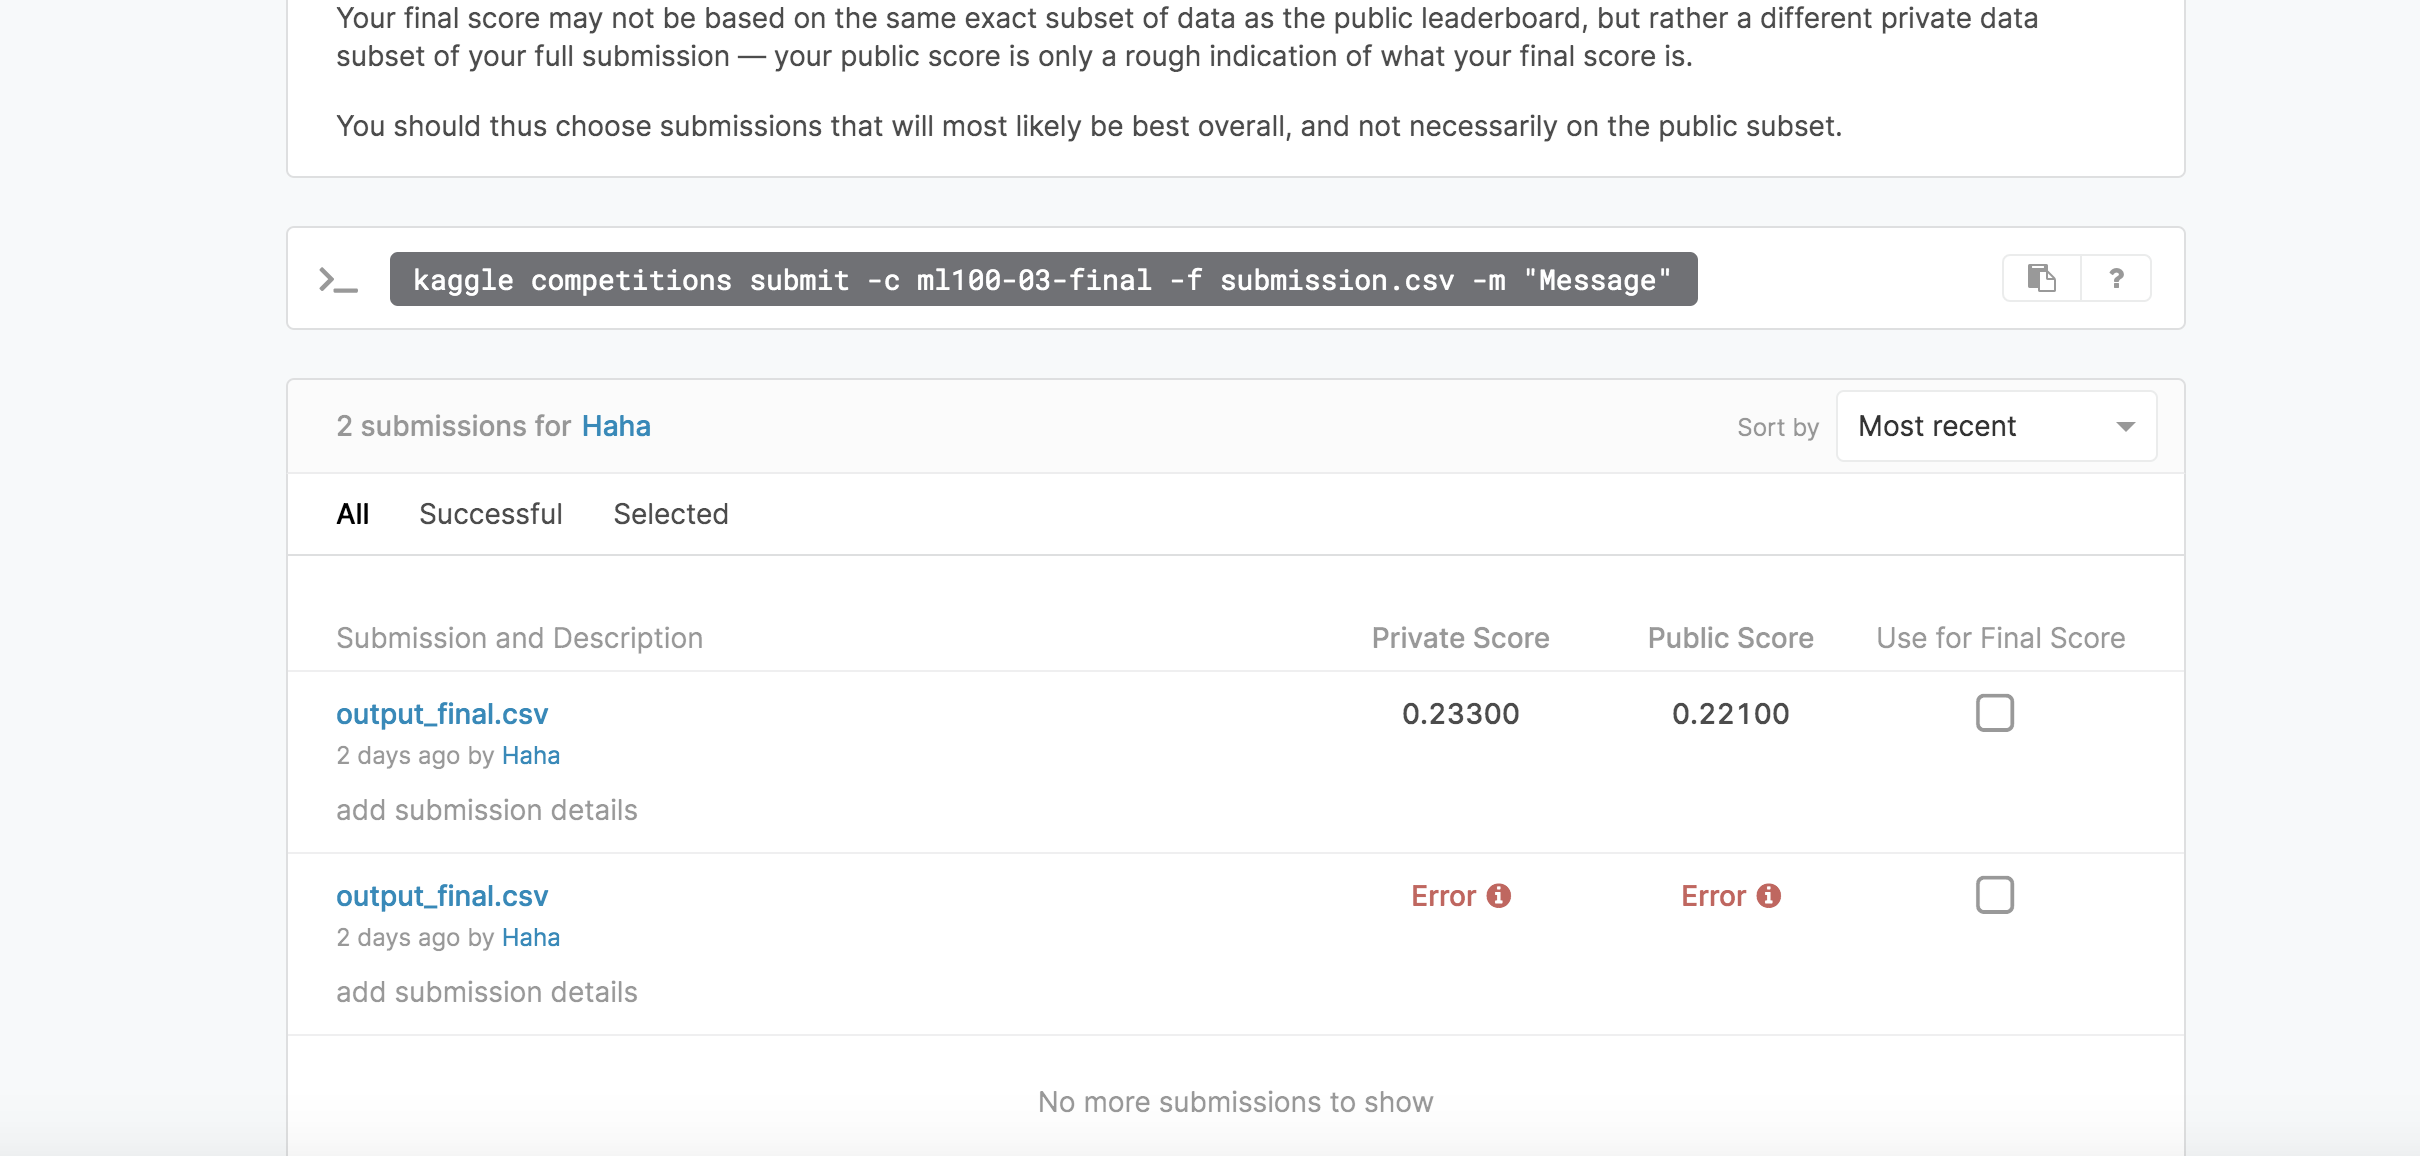 Your final score may not be based on the same exact subset of data as the public leaderboard, but rather a different private data
subset of your full submission — your public score is only a rough indication of what your final score is.
You should thus choose submissions that will most likely be best overall, and not necessarily on the public subset.
>_ kaggle competitions submit -c ml100-03-final -f submission.csv -m "Message" ?
2 submissions for Haha Sort by Most recent
All Successful Selected
Submission and Description Private Score Public Score Use for Final Score
output_final.csv 0.23300 0.22100
2 days ago by Haha
add submission details
output_final.csv Error Error
2 days ago by Haha
add submission details
No more submissions to show